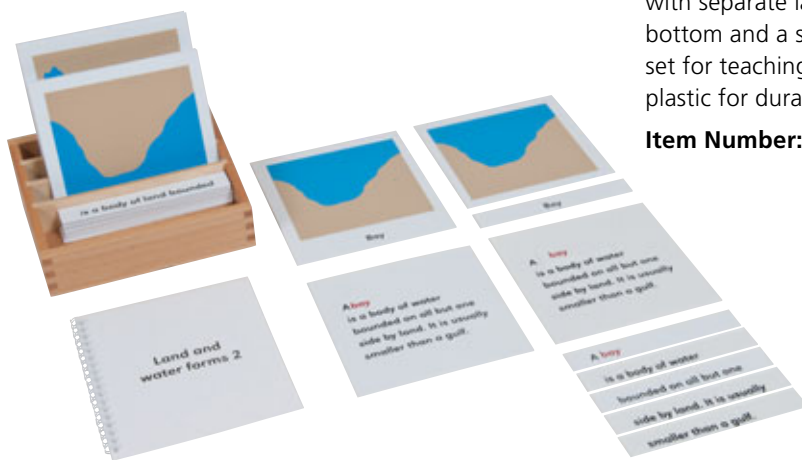 with separate
bottom and a
set for teaching
plastic for
Item Number:
is a body of land bounded
Bay
Bay
A bay
is a body of water
bounded on all but one
side by land. It is usually
smaller than a gulf.
A bay
is a body of water
bounded on all but one
side by land. It is usually
smaller than a gulf.
Land and
water forms 2
A bay
is a body of water
bounded on all but one
side by land. It is usually
smaller than a gulf.